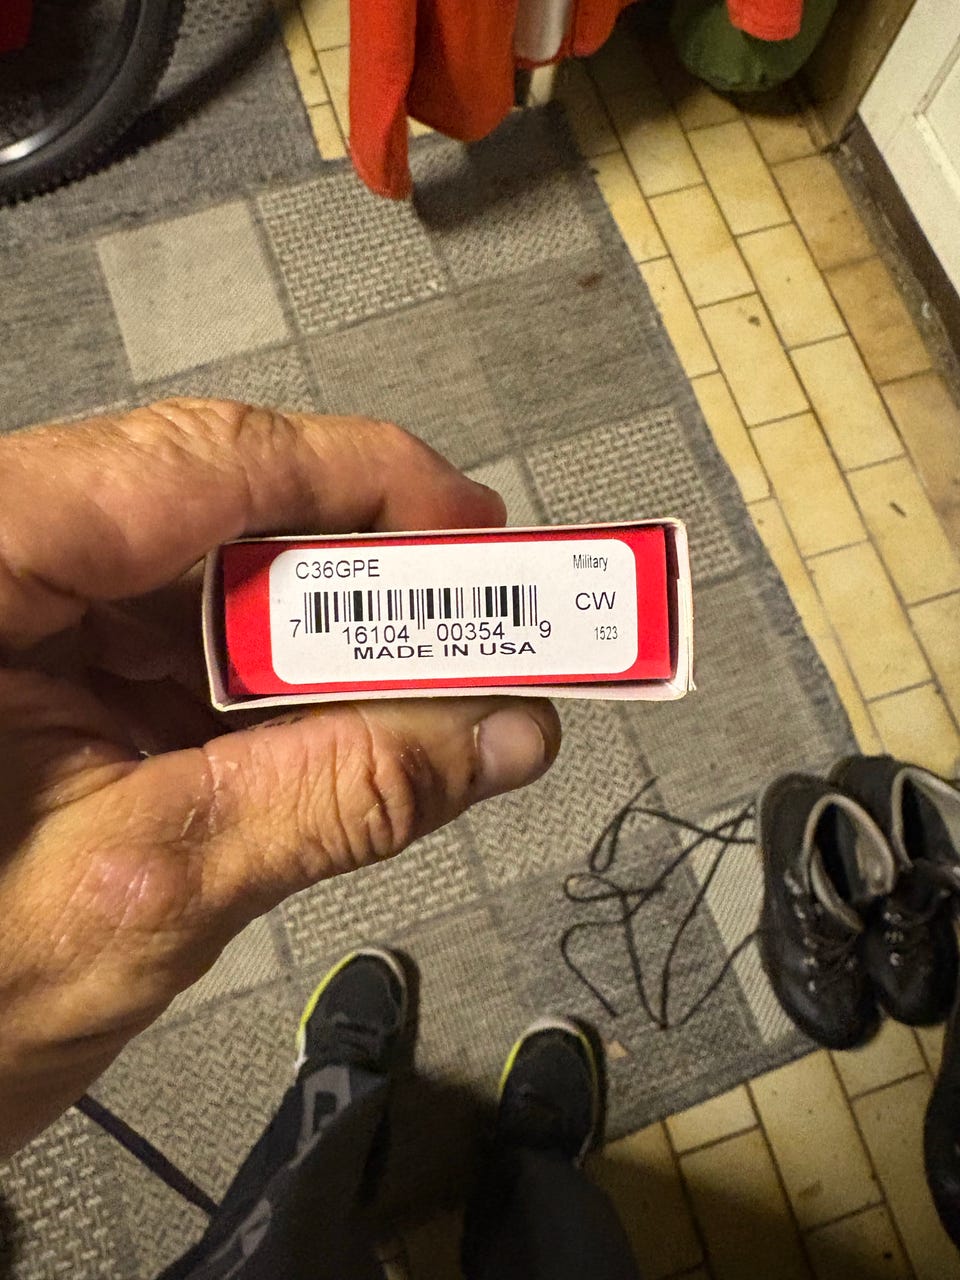 C36GPE
Military
CW
1523
7 16104 00354 9
MADE IN USA